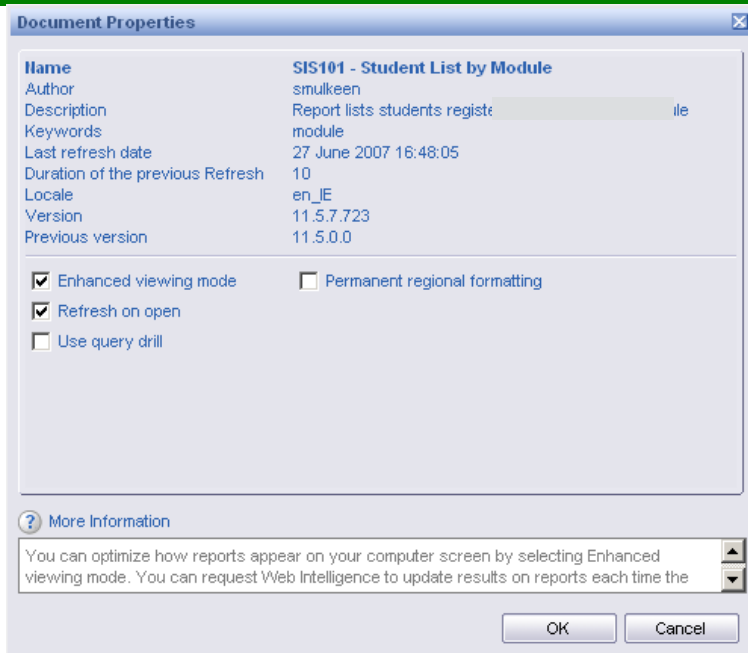 Document Properties
Name SIS101 - Student List by Module
Author smulkeen
Description Report lists students
Keywords module
Last refresh date 27 June 2007 16:48:05
Duration of the previous Refresh 10
Locale en_IE
Version 11.5.7.723
Previous version 11.5.0.0
Enhanced viewing mode Permanent regional formatting
Refresh on open
Use query drill
? More Information
You can optimize how reports appear on your computer screen by selecting Enhanced
viewing mode. You can request Web Intelligence to update results on reports each time the
OK Cancel